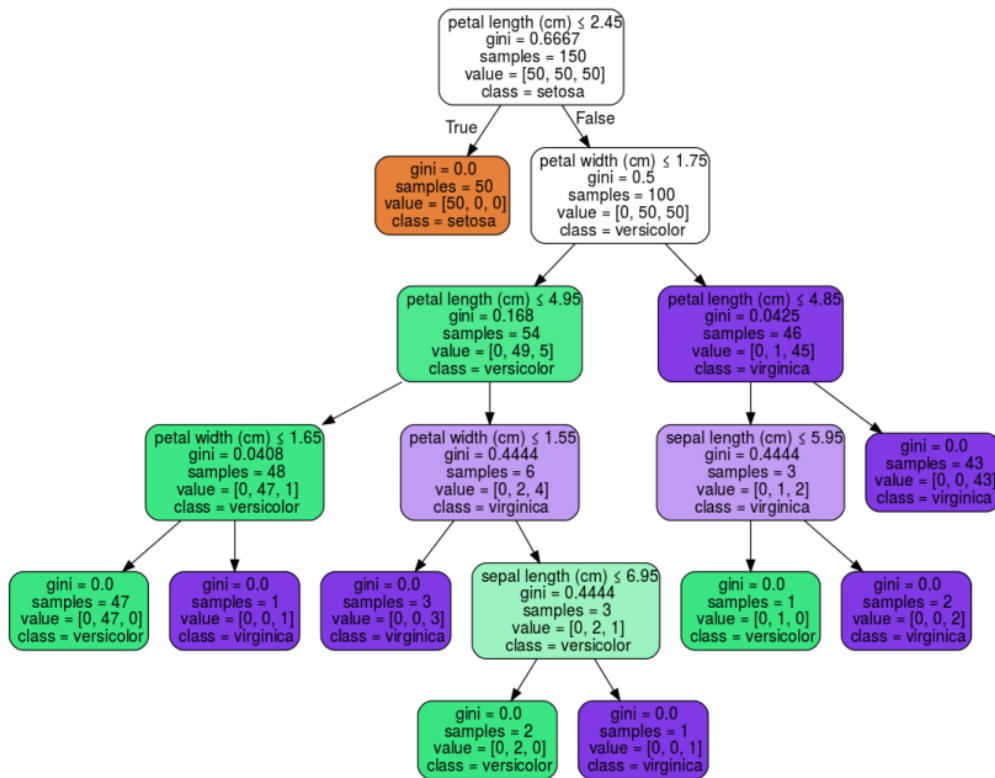 petal length (cm) ≤ 2.45
gini = 0.6667
samples = 150
value = [50, 50, 50]
class = setosa
True
False
gini = 0.0
samples = 50
value = [50, 0, 0]
class = setosa
petal width (cm) ≤ 1.75
gini = 0.5
samples = 100
value = [0, 50, 50]
class = versicolor
petal length (cm) ≤ 4.95
gini = 0.168
samples = 54
value = [0, 49, 5]
class = versicolor
petal length (cm) ≤ 4.85
gini = 0.0425
samples = 46
value = [0, 1, 45]
class = virginica
petal width (cm) ≤ 1.65
gini = 0.0408
samples = 48
value = [0, 47, 1]
class = versicolor
petal width (cm) ≤ 1.55
gini = 0.4444
samples = 6
value = [0, 2, 4]
class = virginica
sepal length (cm) ≤ 5.95
gini = 0.4444
samples = 3
value = [0, 1, 2]
class = virginica
gini = 0.0
samples = 43
value = [0, 0, 43]
class = virginica
gini = 0.0
samples = 47
value = [0, 47, 0]
class = versicolor
gini = 0.0
samples = 1
value = [0, 0, 1]
class = virginica
gini = 0.0
samples = 3
value = [0, 0, 3]
class = virginica
sepal length (cm) ≤ 6.95
gini = 0.4444
samples = 3
value = [0, 2, 1]
class = versicolor
gini = 0.0
samples = 1
value = [0, 1, 0]
class = versicolor
gini = 0.0
samples = 2
value = [0, 0, 2]
class = virginica
gini = 0.0
samples = 2
value = [0, 2, 0]
class = versicolor
gini = 0.0
samples = 1
value = [0, 0, 1]
class = virginica